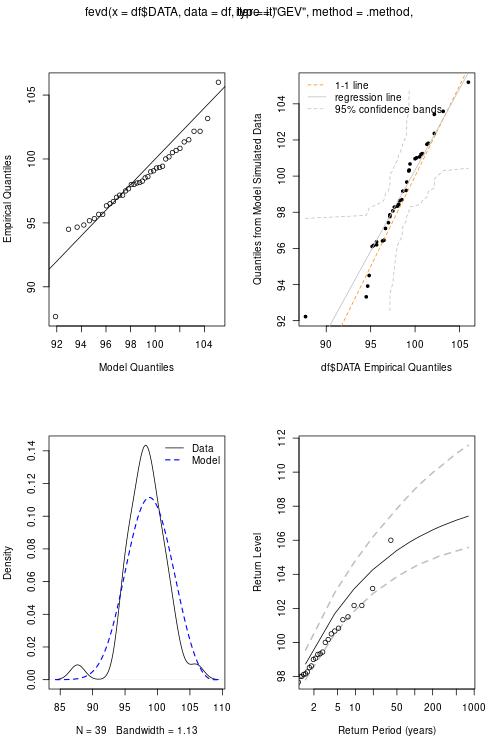 fevd(x = df$DATA, data = df, type = "GEV", method = .method,
Empirical Quantiles
90 95 100 105
92 94 96 98 100 104
Model Quantiles
Quantiles from Model Simulated Data
92 94 96 98 100 102 104
1-1 line
regression line
95% confidence bands
90 95 100 105
df$DATA Empirical Quantiles
Density
0.00 0.02 0.04 0.06 0.08 0.10 0.12 0.14
Data
Model
85 90 95 100 105 110
N = 39 Bandwidth = 1.13
Return Level
98 100 102 104 106 108 110 112
2 5 10 50 200 1000
Return Period (years)